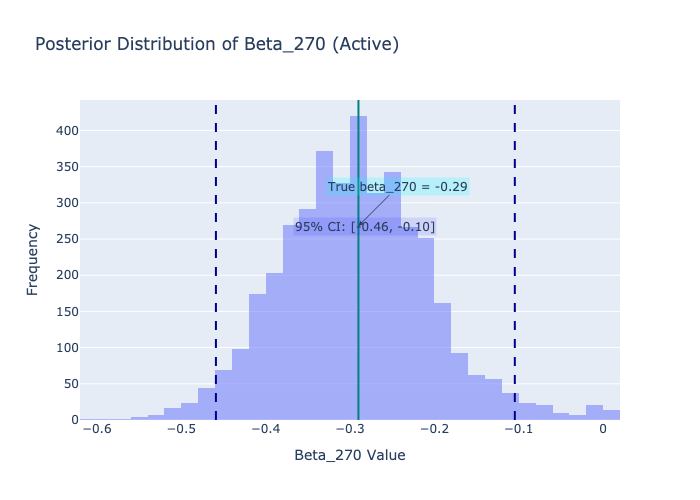 Posterior Distribution of Beta_270 (Active)
400
350
True beta_270 = -0.29
300
95% CI: [-0.46, -0.10]
250
200
150
100
50
0
−0.6 −0.5 −0.4 −0.3 −0.2 −0.1 0
Frequency
Beta_270 Value